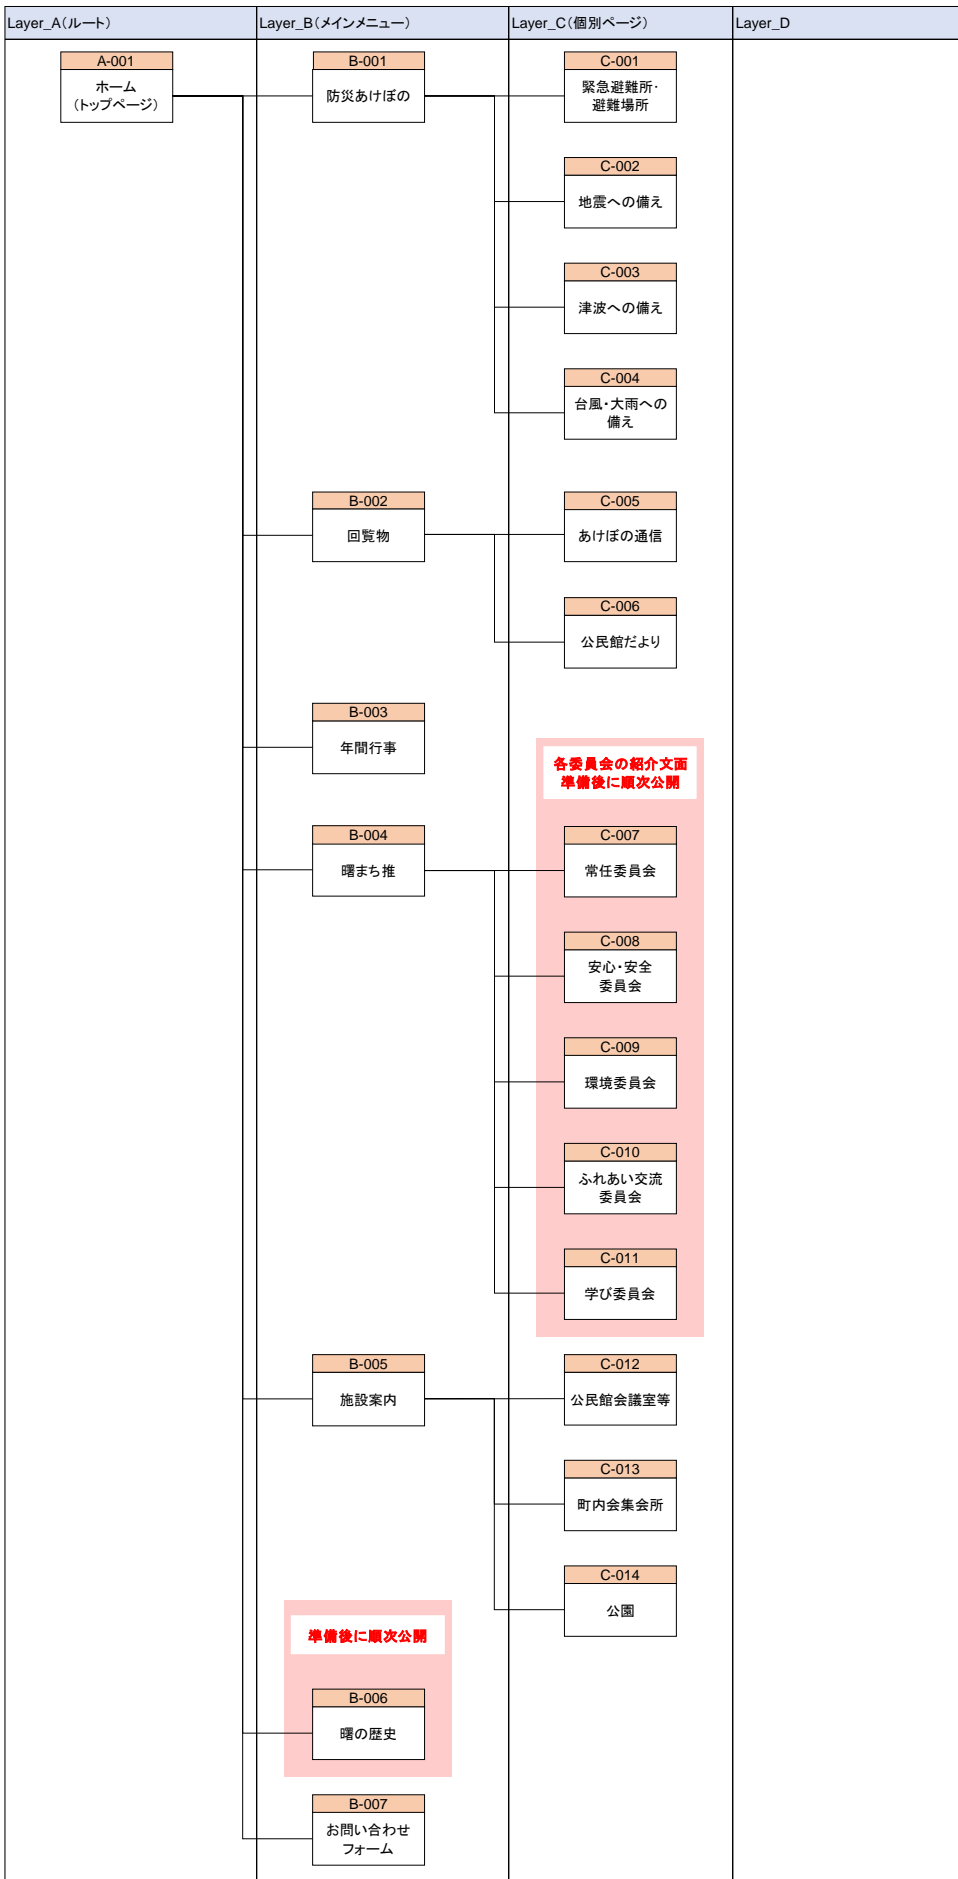 Layer_A(ルート)
Layer_B(メインメニュー)
Layer_C(個別ページ)
Layer_D
A-001
ホーム
(トップページ)
B-001
防災あけぼの
C-001
緊急避難所・
避難場所
C-002
地震への備え
C-003
津波への備え
C-004
台風・大雨への
備え
B-002
回覧物
C-005
あけぼの通信
C-006
公民館だより
B-003
年間行事
各委員会の紹介文面
準備後に順次公開
B-004
曙まち推
C-007
常任委員会
C-008
安心・安全
委員会
C-009
環境委員会
C-010
ふれあい交流
委員会
C-011
学び委員会
B-005
施設案内
C-012
公民館会議室等
C-013
町内会集会所
C-014
公園
準備後に順次公開
B-006
曙の歴史
B-007
お問い合わせ
フォーム